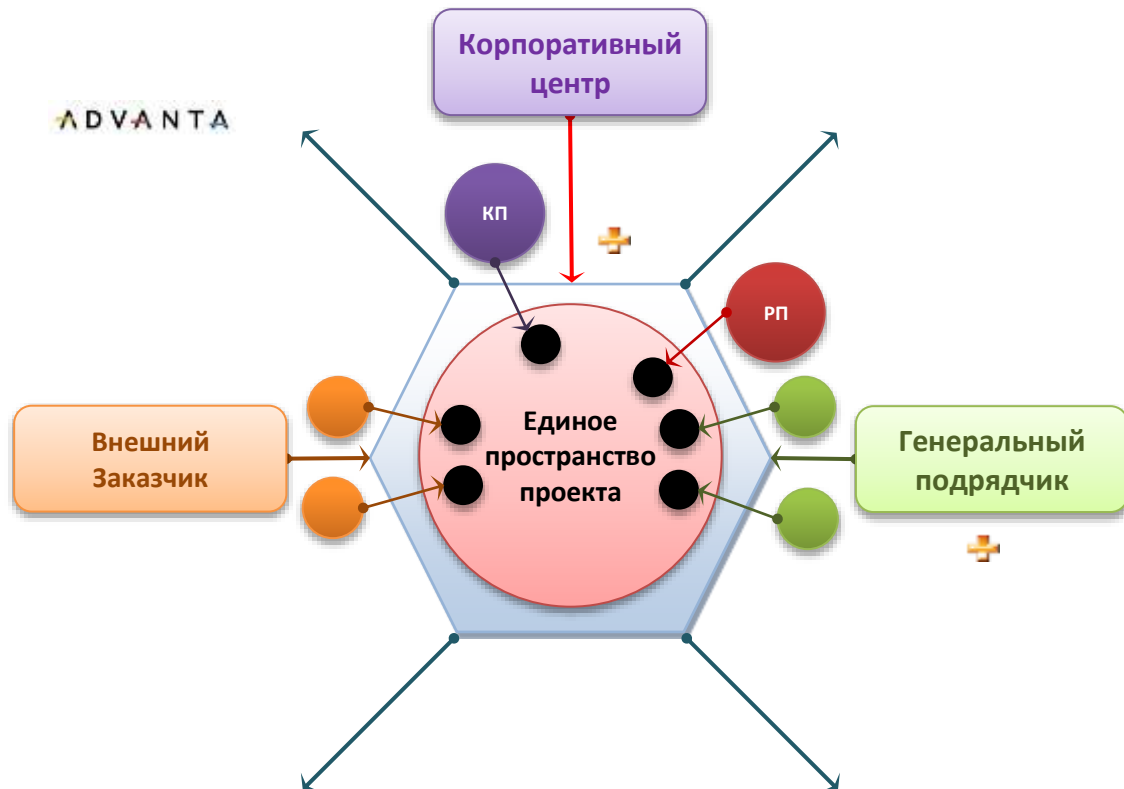 Корпоративный
центр
ADVANTA
КП
РП
Внешний
Заказчик
Единое
пространство
проекта
Генеральный
подрядчик